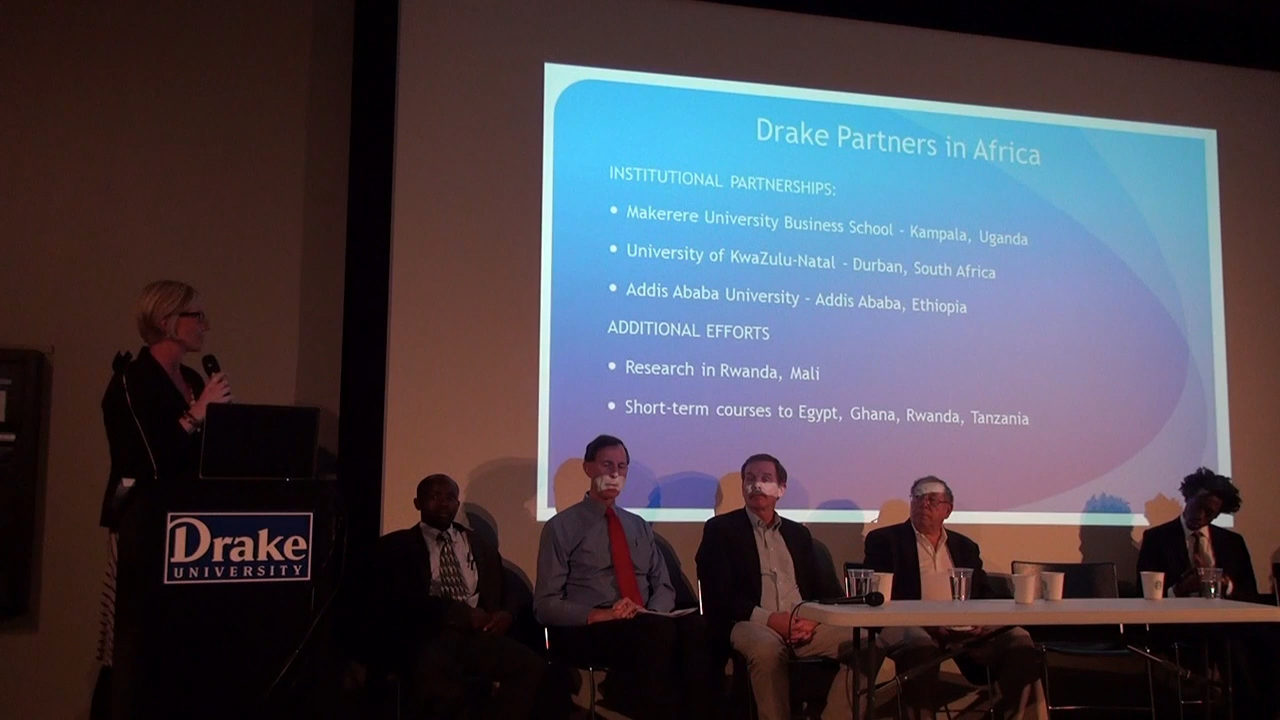 Drake Partners in Africa
INSTITUTIONAL PARTNERSHIPS:
• Makerere University Business School - Kampala, Uganda
• University of KwaZulu-Natal - Durban, South Africa
• Addis Ababa University - Addis Ababa, Ethiopia
ADDITIONAL EFFORTS
• Research in Rwanda, Mali
• Short-term courses to Egypt, Ghana, Rwanda, Tanzania
Drake
UNIVERSITY